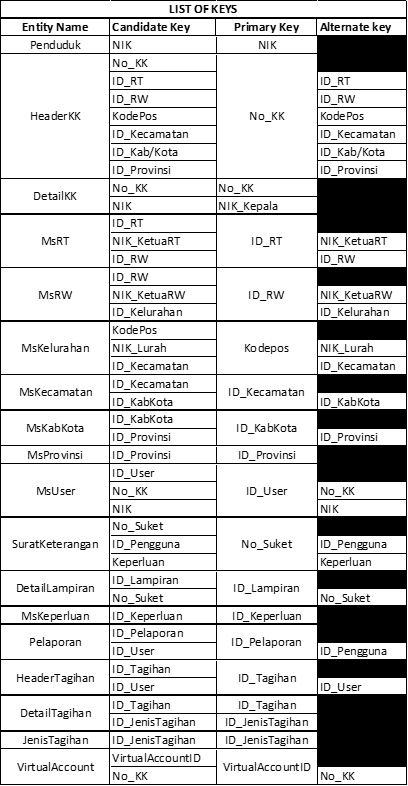 LIST OF KEYS
Entity Name Candidate Key Primary Key Alternate key
Penduduk NIK NIK
HeaderKK No_KK No_KK
ID_RT ID_RT
ID_RW ID_RW
KodePos KodePos
ID_Kecamatan ID_Kecamatan
ID_Kab/Kota ID_Kab/Kota
ID_Provinsi ID_Provinsi
DetailKK No_KK No_KK
NIK NIK_Kepala
MsRT ID_RT ID_RT
NIK_KetuaRT NIK_KetuaRT
ID_RW ID_RW
MsRW ID_RW ID_RW
NIK_KetuaRW NIK_KetuaRW
ID_Kelurahan ID_Kelurahan
MsKelurahan KodePos Kodepos
NIK_Lurah NIK_Lurah
ID_Kecamatan ID_Kecamatan
MsKecamatan ID_Kecamatan ID_Kecamatan
ID_KabKota ID_KabKota
MsKabKota ID_KabKota ID_KabKota
ID_Provinsi ID_Provinsi
MsProvinsi ID_Provinsi ID_Provinsi
MsUser ID_User ID_User
No_KK No_KK
NIK NIK
SuratKeterangan No_Suket No_Suket
ID_Pengguna ID_Pengguna
Keperluan Keperluan
DetailLampiran ID_Lampiran ID_Lampiran
No_Suket No_Suket
MsKeperluan ID_Keperluan ID_Keperluan
Pelaporan ID_Pelaporan ID_Pelaporan
ID_User ID_Pengguna
HeaderTagihan ID_Tagihan ID_Tagihan
ID_User ID_User
DetailTagihan ID_Tagihan ID_Tagihan
ID_JenisTagihan ID_JenisTagihan
JenisTagihan ID_JenisTagihan ID_JenisTagihan
VirtualAccount VirtualAccountID VirtualAccountID
No_KK No_KK